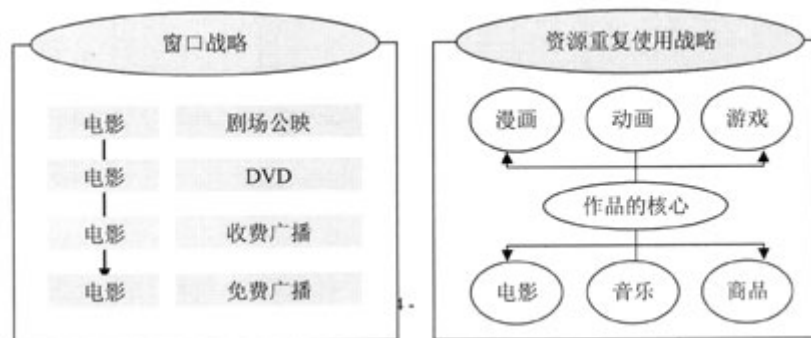 窗口战略
电影 剧场公映
电影 DVD
电影 收费广播
电影 免费广播
资源重复使用战略
漫画 动画 游戏
作品的核心
电影 音乐 商品